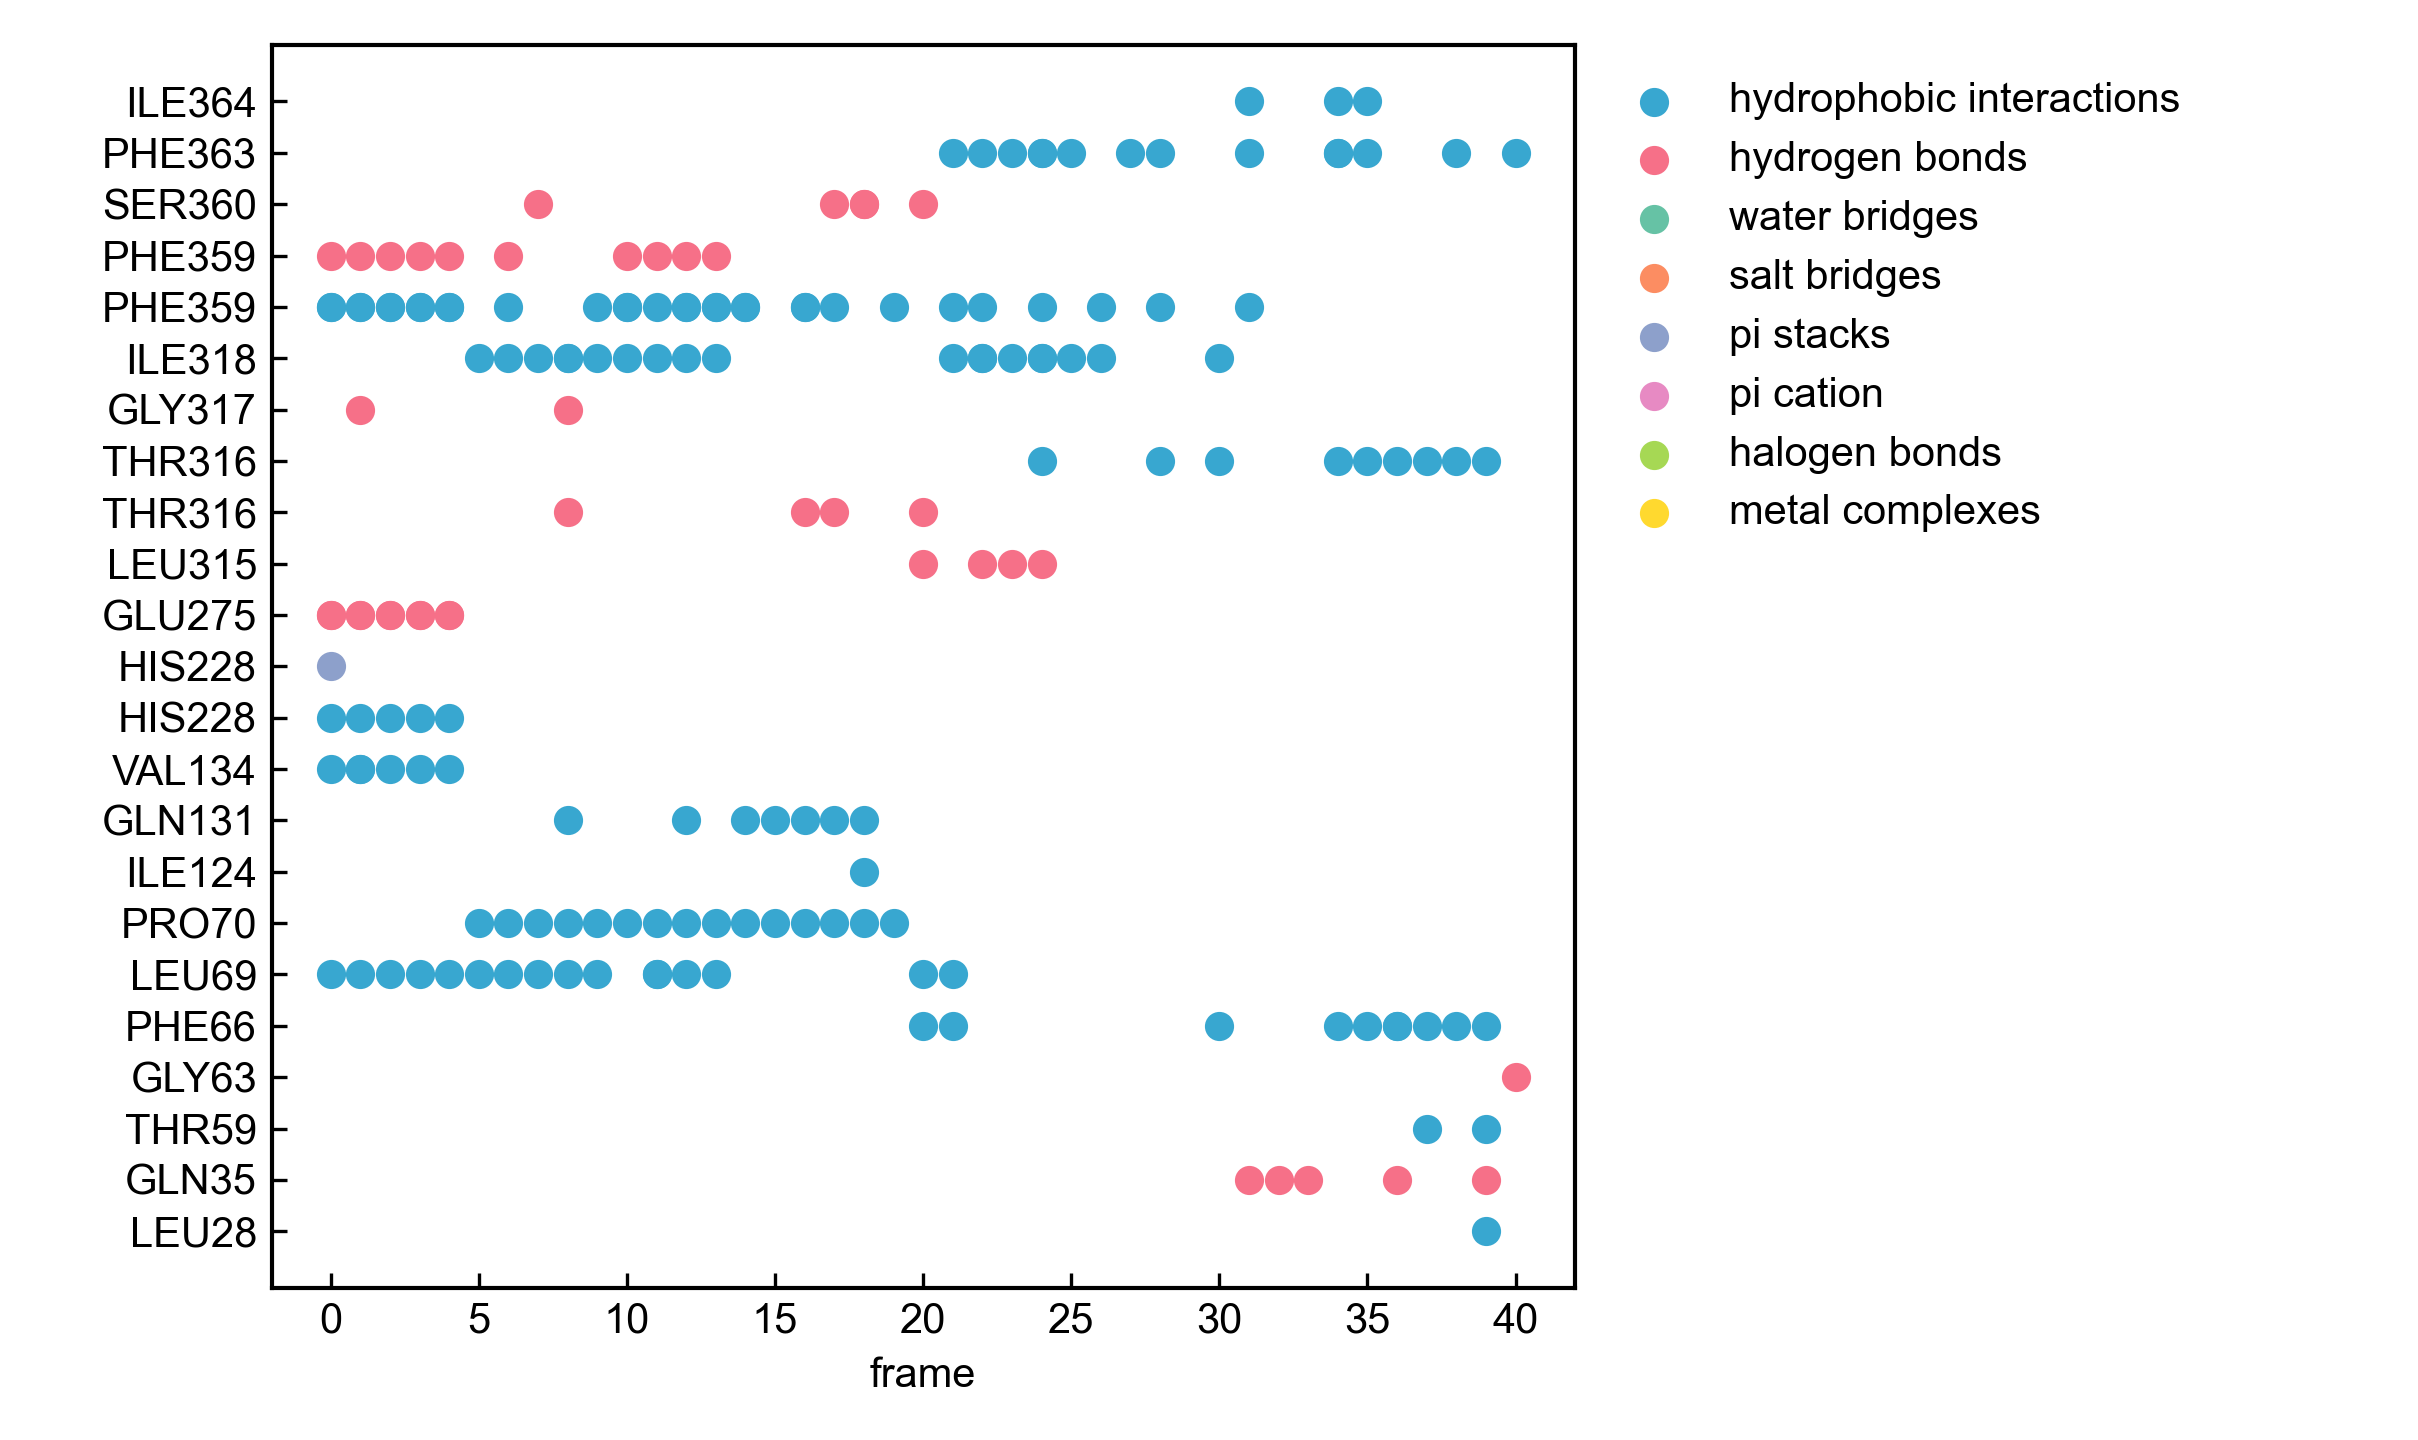 ILE364
PHE363
SER360
PHE359
PHE359
ILE318
GLY317
THR316
THR316
LEU315
GLU275
HIS228
HIS228
VAL134
GLN131
ILE124
PRO70
LEU69
PHE66
GLY63
THR59
GLN35
LEU28
0 5 10 15 20 25 30 35 40
frame
hydrophobic interactions
hydrogen bonds
water bridges
salt bridges
pi stacks
pi cation
halogen bonds
metal complexes